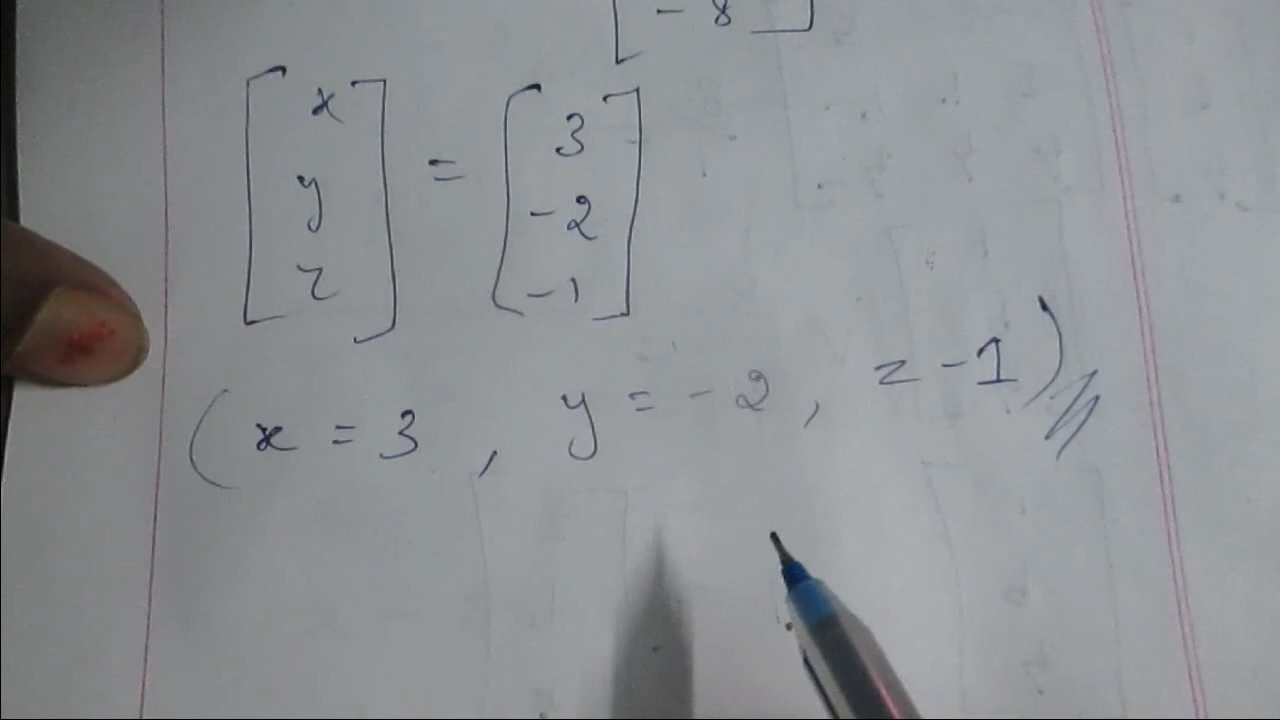 -8
[x] = [3]
[y] [-2]
[z] [-1]
(x = 3 , y = -2 , z -1)